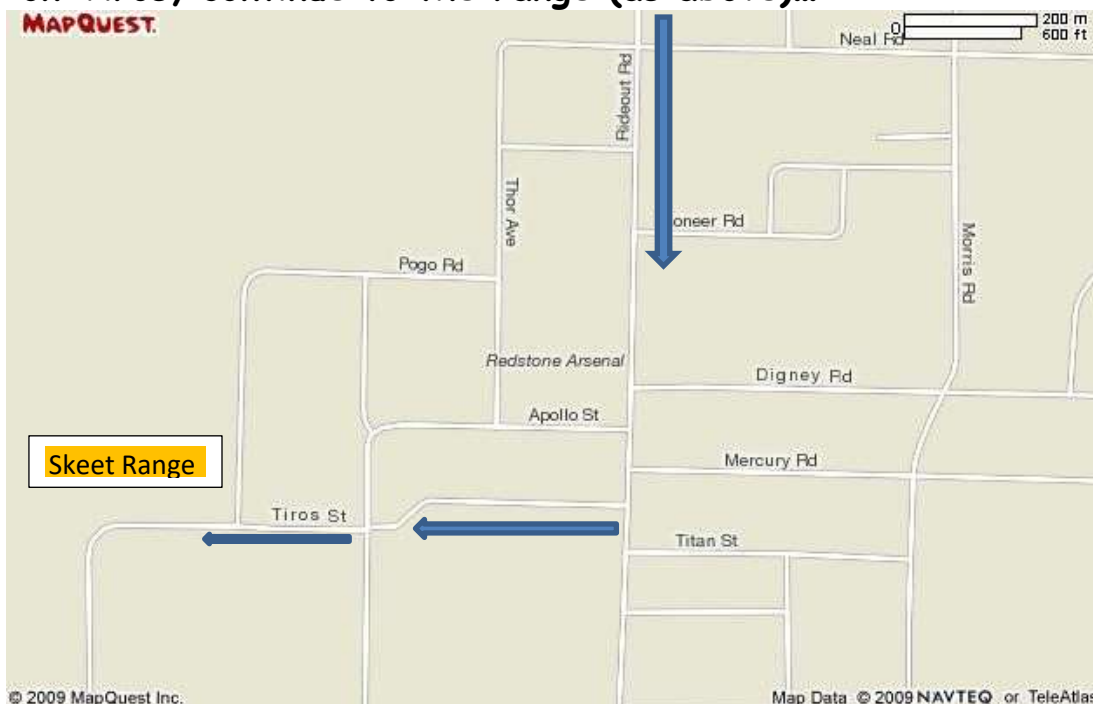 MAPQUEST.
0 200 m
600 ft
Neal Rd
Rideout Rd
Thor Ave
oneer Rd
Morris Rd
Pogo Rd
Redstone Arsenal
Digney Rd
Apollo St
Skeet Range
Mercury Rd
Tiros St
Titan St
© 2009 MapQuest Inc.
Map Data © 2009 NAVTEQ or TeleAtlas